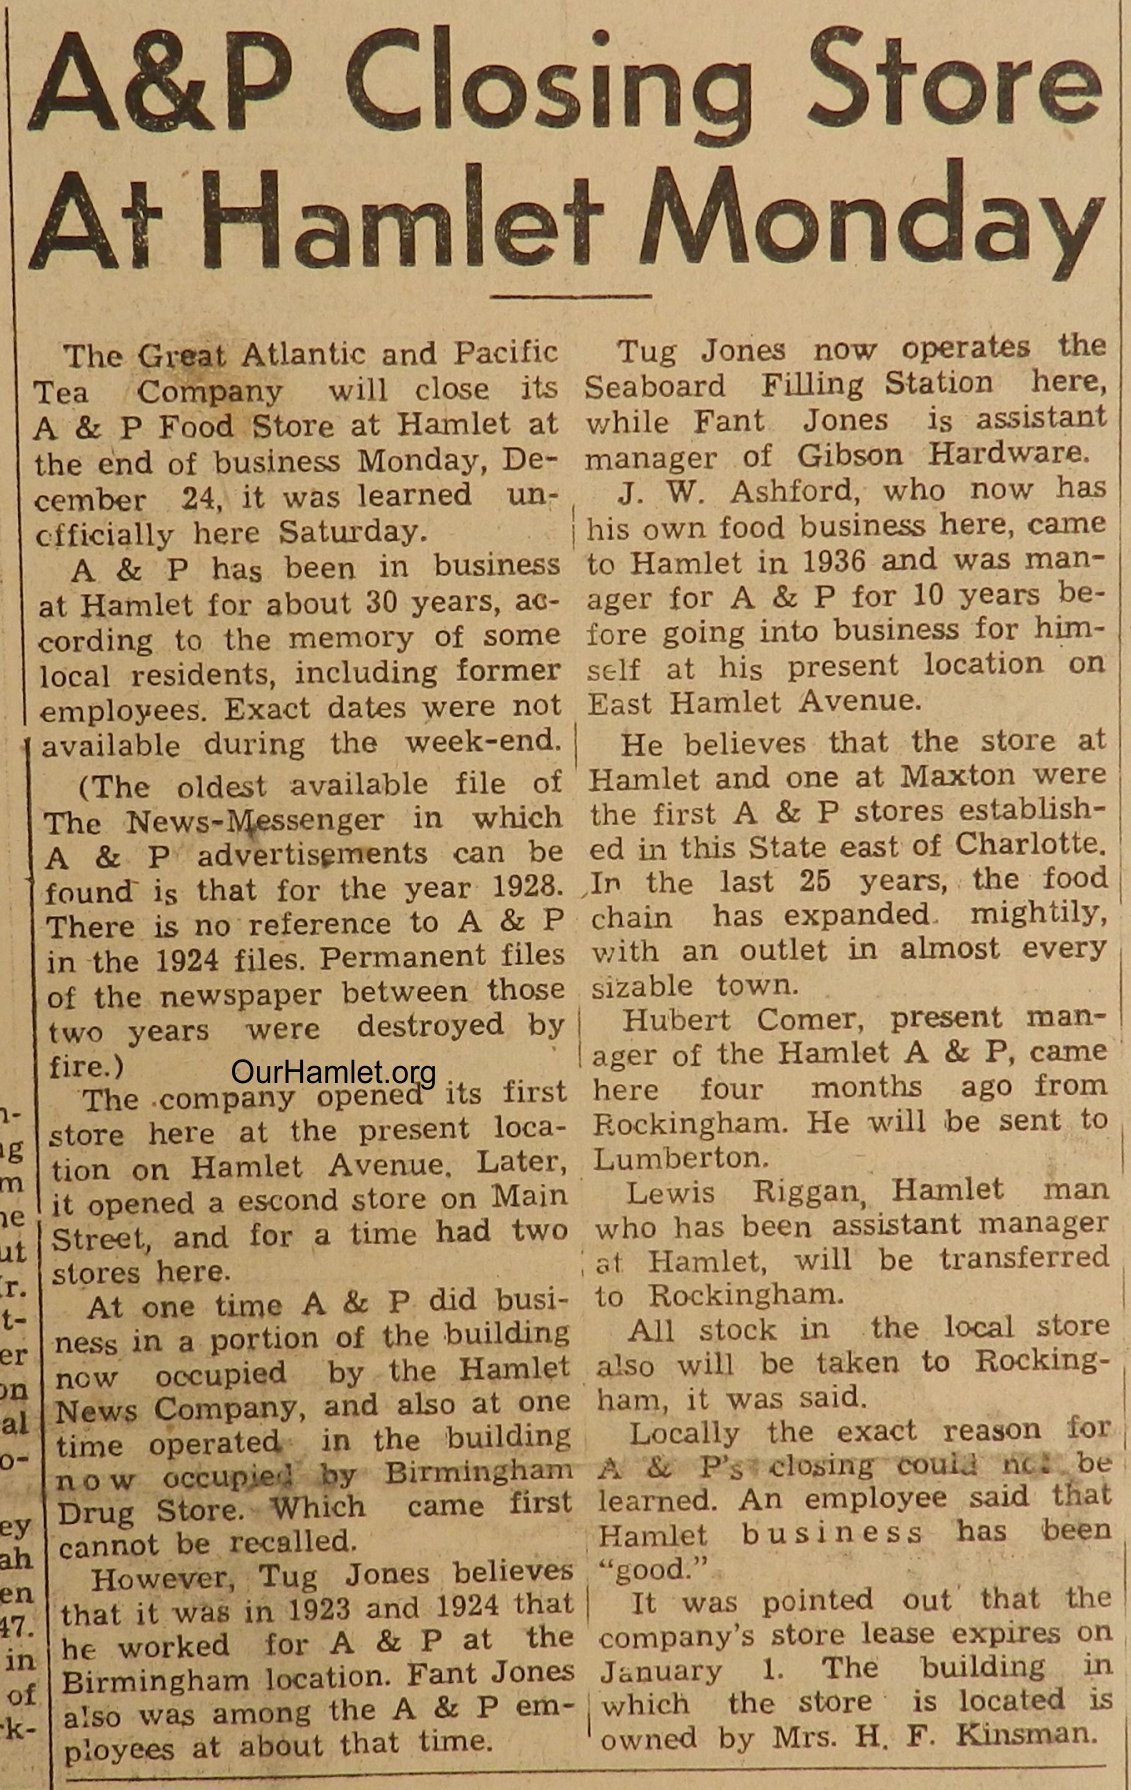 A&P Closing Store
At Hamlet Monday
The Great Atlantic and Pacific
Tea Company will close its
A & P Food Store at Hamlet at
the end of business Monday, De-
cember 24, it was learned un-
officially here Saturday.
A & P has been in business
at Hamlet for about 30 years, ac-
cording to the memory of some
local residents, including former
employees. Exact dates were not
available during the week-end.
(The oldest available file of
The News-Messenger in which
A & P advertisements can be
found is that for the year 1928.
There is no reference to A & P
in the 1924 files. Permanent files
of the newspaper between those
two years were destroyed by
fire.)
OurHamlet.org
The company opened its first
store here at the present loca-
tion on Hamlet Avenue. Later,
it opened a escond store on Main
Street, and for a time had two
stores here.
At one time A & P did busi-
ness in a portion of the building
now occupied by the Hamlet
News Company, and also at one
time operated in the building
now occupied by Birmingham
Drug Store. Which came first
cannot be recalled.
However, Tug Jones believes
that it was in 1923 and 1924 that
he worked for A & P at the
Birmingham location. Fant Jones
also was among the A & P em-
ployees at about that time.
Tug Jones now operates the
Seaboard Filling Station here,
while Fant Jones is assistant
manager of Gibson Hardware.
J. W. Ashford, who now has
his own food business here, came
to Hamlet in 1936 and was man-
ager for A & P for 10 years be-
fore going into business for him-
self at his present location on
East Hamlet Avenue.
He believes that the store at
Hamlet and one at Maxton were
the first A & P stores establish-
ed in this State east of Charlotte.
In the last 25 years, the food
chain has expanded mightily,
with an outlet in almost every
sizable town.
Hubert Comer, present man-
ager of the Hamlet A & P, came
here four months ago from
Rockingham. He will be sent to
Lumberton.
Lewis Riggan, Hamlet man
who has been assistant manager
at Hamlet, will be transferred
to Rockingham.
All stock in the local store
also will be taken to Rocking-
ham, it was said.
Locally the exact reason for
A & P's closing could not be
learned. An employee said that
Hamlet business has been
"good."
It was pointed out that the
company's store lease expires on
January 1. The building in
which the store is located is
owned by Mrs. H. F. Kinsman.